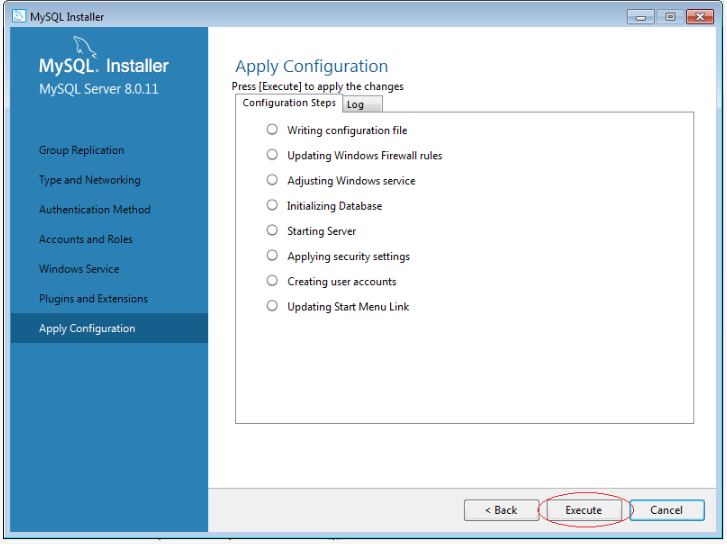 MySQL Installer
MySQL. Installer
MySQL Server 8.0.11
Group Replication
Type and Networking
Authentication Method
Accounts and Roles
Windows Service
Plugins and Extensions
Apply Configuration
Apply Configuration
Press [Execute] to apply the changes
Configuration Steps Log
Writing configuration file
Updating Windows Firewall rules
Adjusting Windows service
Initializing Database
Starting Server
Applying security settings
Creating user accounts
Updating Start Menu Link
< Back Execute Cancel